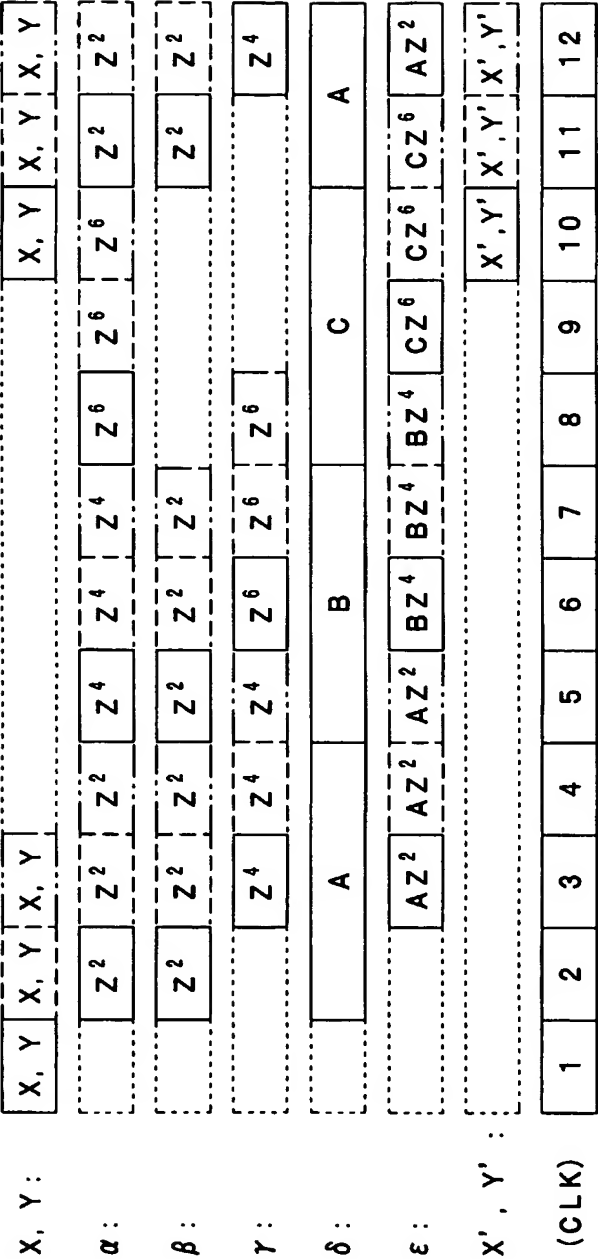 X, Y: X, Y X, Y X, Y X, Y X, Y X, Y
α: Z² Z² Z² Z⁴ Z⁴ Z⁴ Z⁶ Z⁶ Z⁶ Z² Z²
β: Z² Z² Z² Z² Z² Z² Z² Z²
γ: Z⁴ Z⁴ Z⁴ Z⁶ Z⁶ Z⁶ Z⁴
δ: A B C A
ε: AZ² AZ² AZ² BZ⁴ BZ⁴ BZ⁴ CZ⁶ CZ⁶ CZ⁶ AZ²
X', Y': X',Y' X',Y' X',Y'
(CLK) 1 2 3 4 5 6 7 8 9 10 11 12